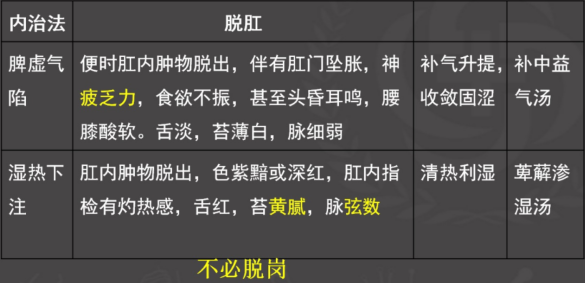 内治法 脱肛
脾虚气 便时肛内肿物脱出，伴有肛门坠胀，神 补气升提， 补中益
陷 疲乏力，食欲不振，甚至头昏耳鸣，腰 收敛固涩 气汤
膝酸软。舌淡，苔薄白，脉细弱
湿热下 肛内肿物脱出，色紫黯或深红，肛内指 清热利湿 萆薢渗
注 检有灼热感，舌红，苔黄腻，脉弦数 湿汤
不必脱岗